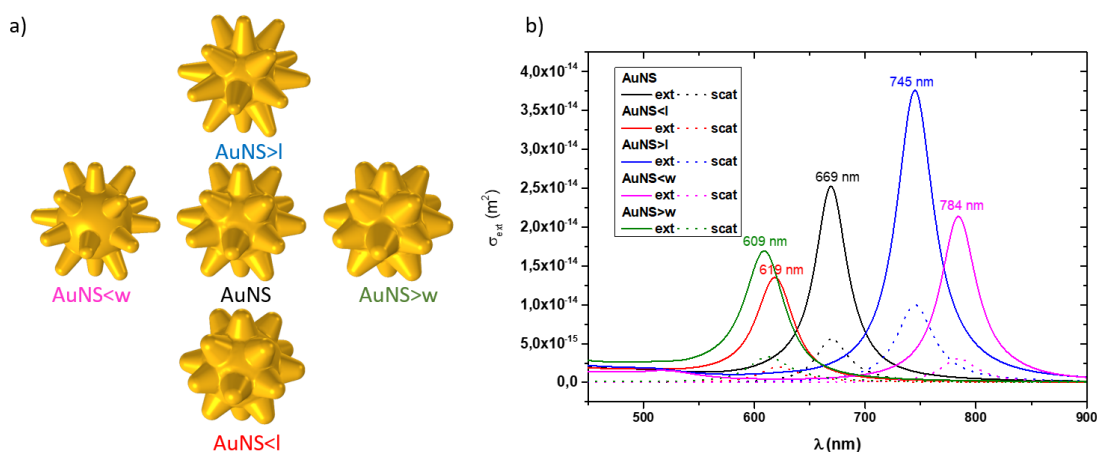 a)
AuNS>l
AuNS<w
AuNS
AuNS>w
AuNS<l
b)
4,0x10⁻¹⁴
3,5x10⁻¹⁴
3,0x10⁻¹⁴
2,5x10⁻¹⁴
2,0x10⁻¹⁴
1,5x10⁻¹⁴
1,0x10⁻¹⁴
5,0x10⁻¹⁵
0,0
σext (m²)
AuNS
ext scat
AuNS<l
ext scat
AuNS>l
ext scat
AuNS<w
ext scat
AuNS>w
ext scat
745 nm
669 nm
784 nm
609 nm
619 nm
500 600 700 800 900
λ (nm)